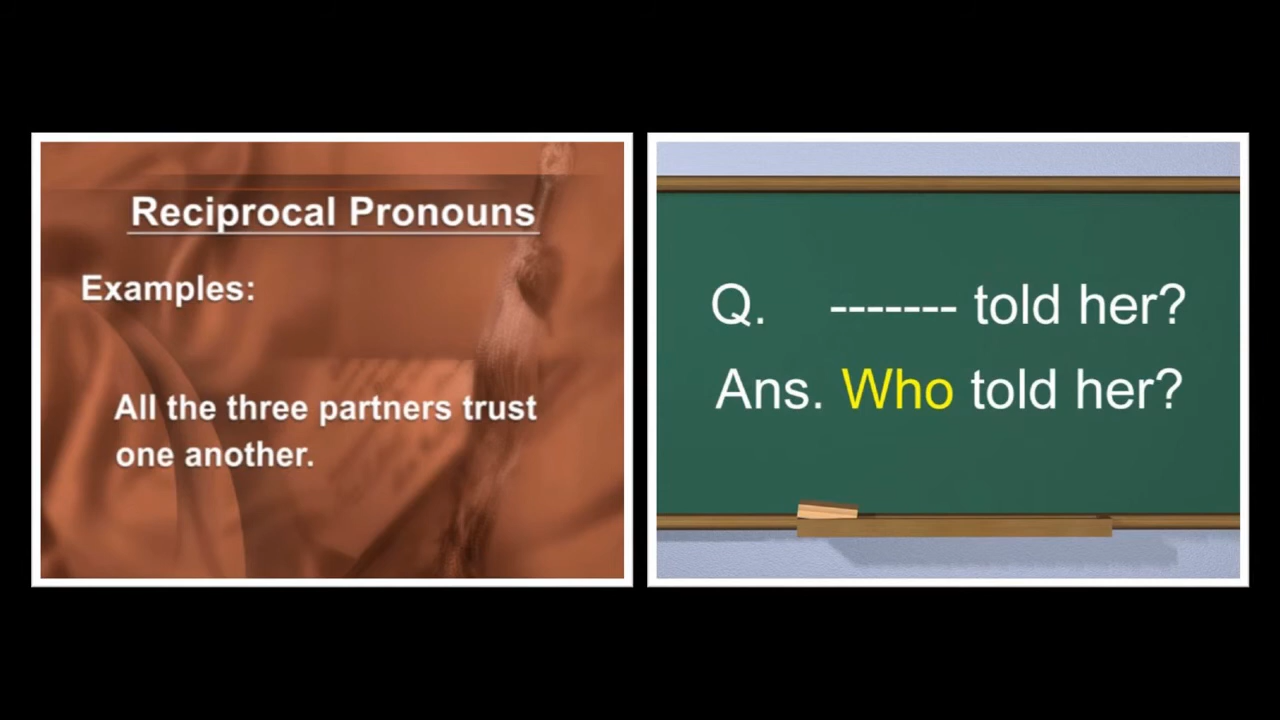 Reciprocal Pronouns
Examples:
All the three partners trust
one another.
Q. ------- told her?
Ans. Who told her?